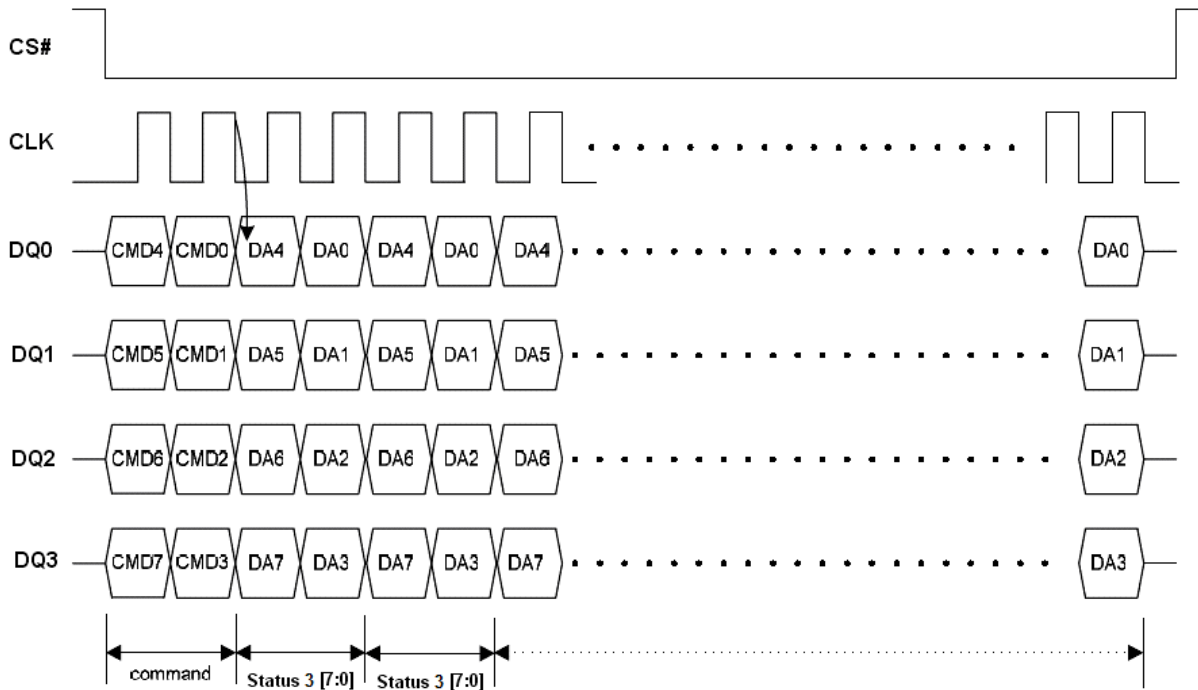 CS#
CLK
DQ0 CMD4 CMD0 DA4 DA0 DA4 DA0 DA4 DA0
DQ1 CMD5 CMD1 DA5 DA1 DA5 DA1 DA5 DA1
DQ2 CMD6 CMD2 DA6 DA2 DA6 DA2 DA6 DA2
DQ3 CMD7 CMD3 DA7 DA3 DA7 DA3 DA7 DA3
command Status 3 [7:0] Status 3 [7:0]